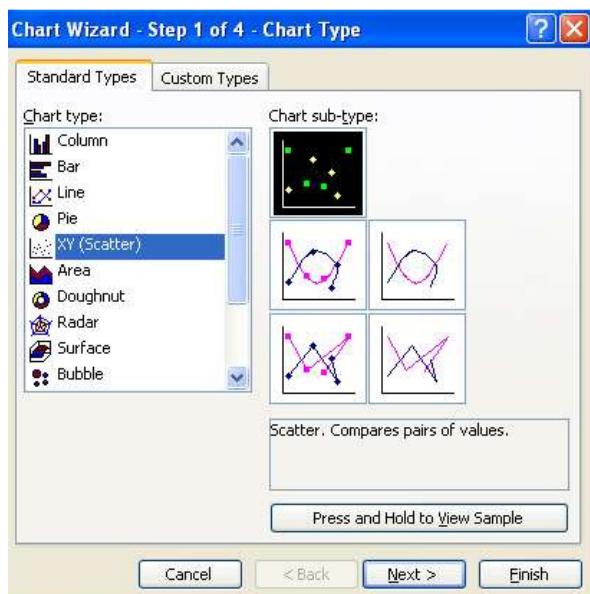 Chart Wizard - Step 1 of 4 - Chart Type
Standard Types
Custom Types
Chart type:
Column
Bar
Line
Pie
XY (Scatter)
Area
Doughnut
Radar
Surface
Bubble
Chart sub-type:
Scatter. Compares pairs of values.
Press and Hold to View Sample
Cancel
< Back
Next >
Finish